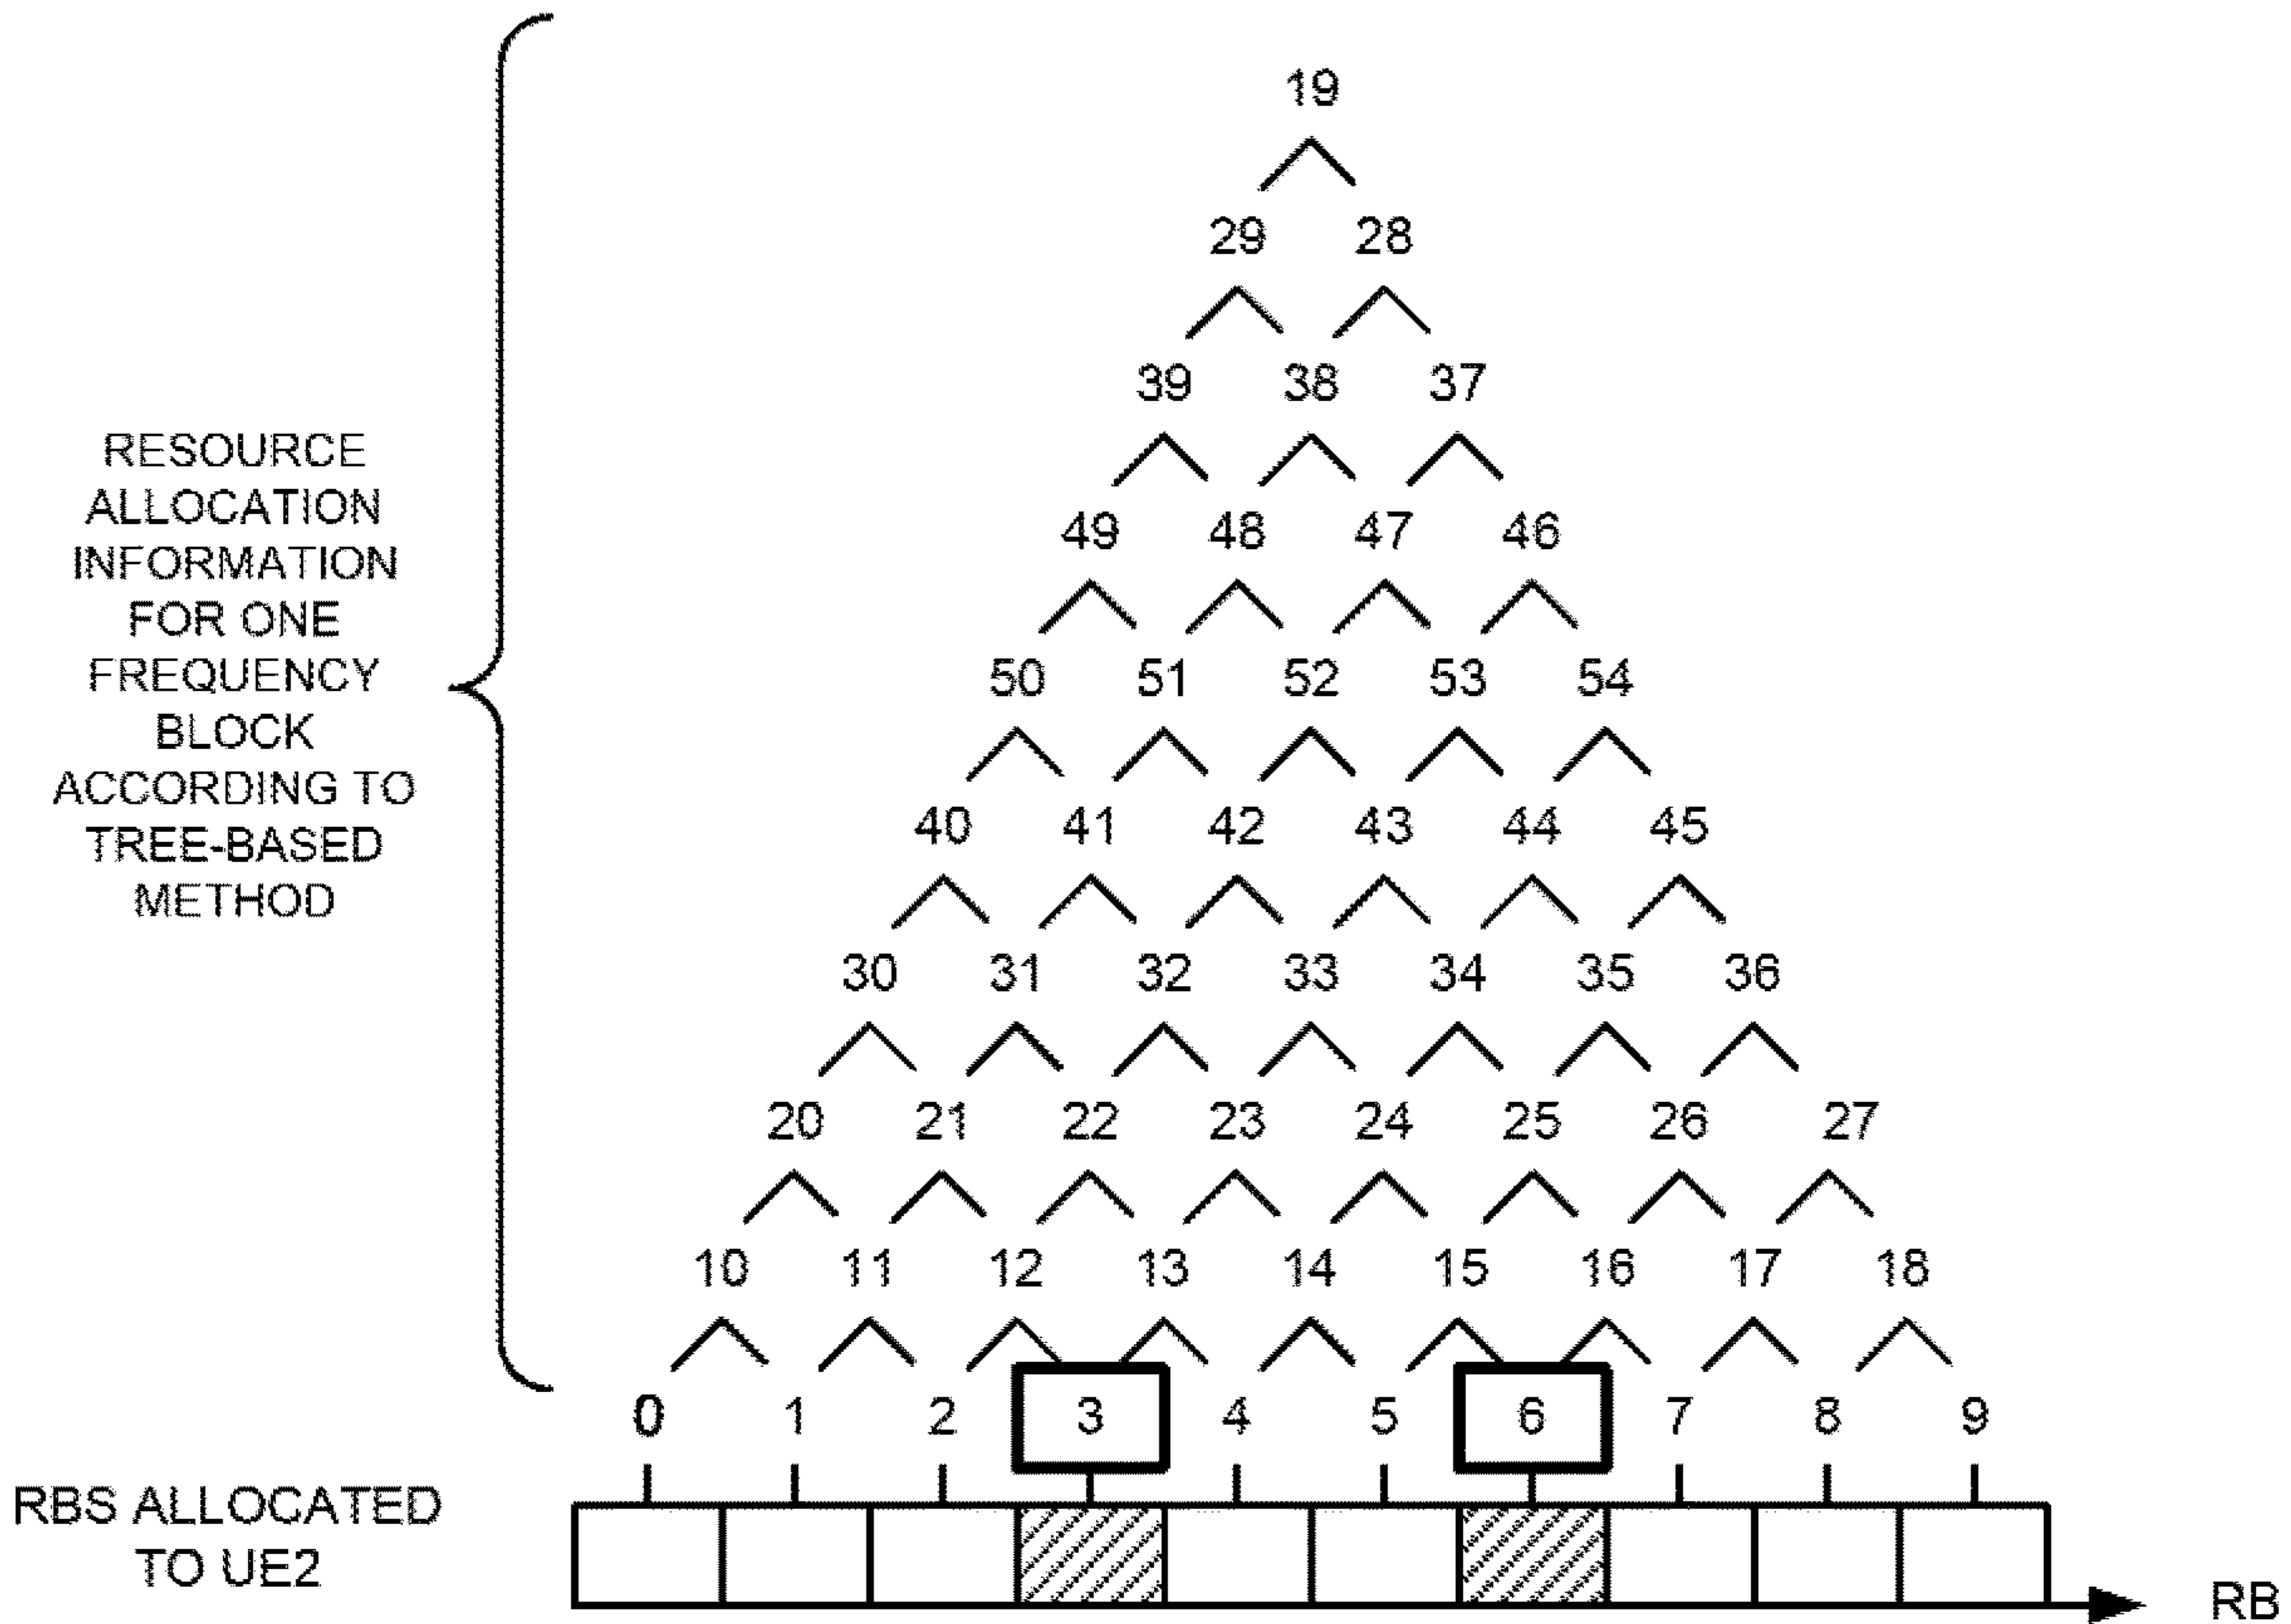 19
29 28
39 38 37
RESOURCE
ALLOCATION
INFORMATION
FOR ONE
FREQUENCY
BLOCK
ACCORDING TO
TREE-BASED
METHOD
49 48 47 46
50 51 52 53 54
40 41 42 43 44 45
30 31 32 33 34 35 36
20 21 22 23 24 25 26 27
10 11 12 13 14 15 16 17 18
0 1 2 3 4 5 6 7 8 9
RBS ALLOCATED
TO UE2
RB